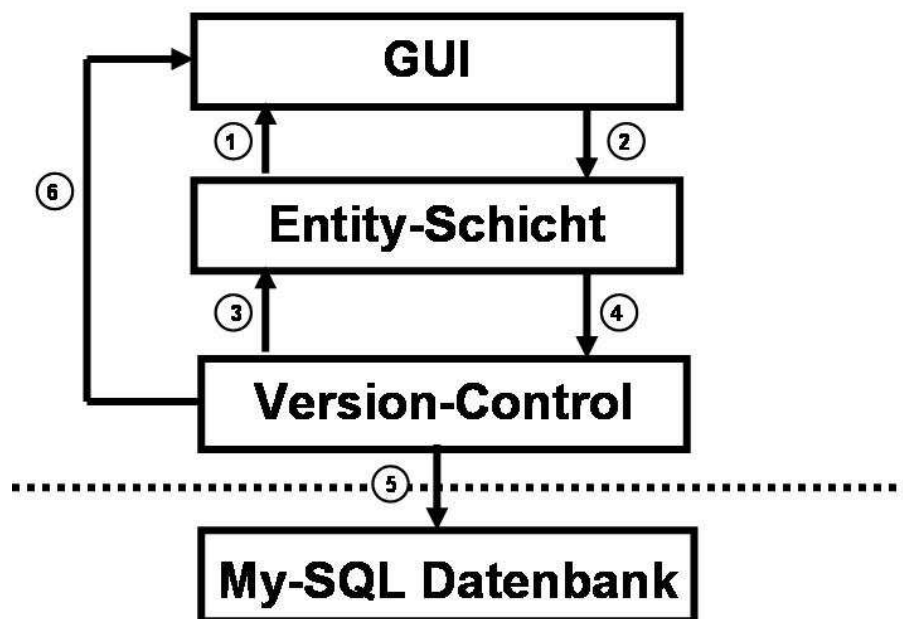 GUI
1
2
6
Entity-Schicht
3
4
Version-Control
5
My-SQL Datenbank